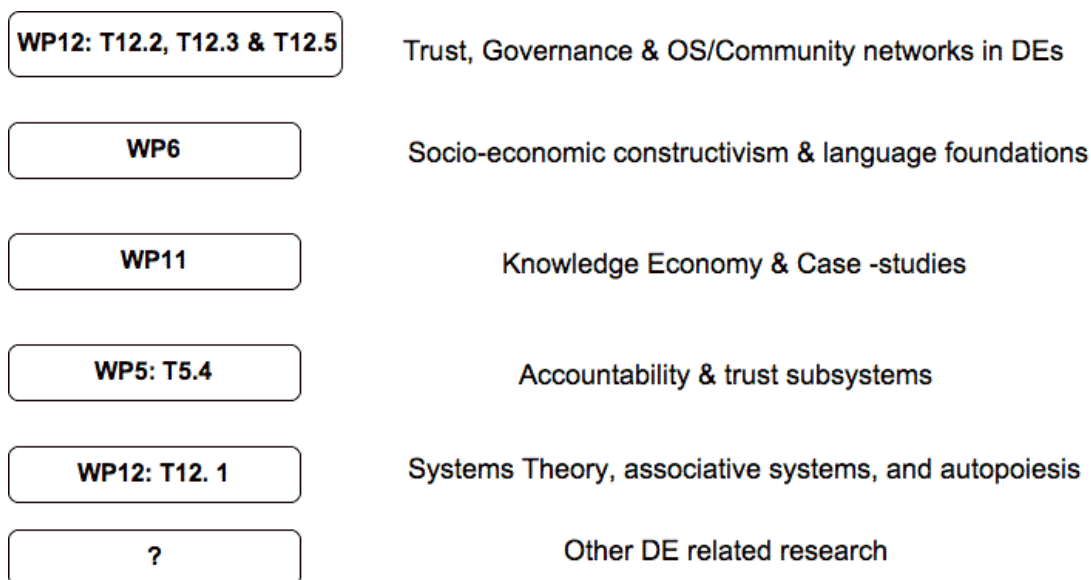 WP12: T12.2, T12.3 & T12.5
Trust, Governance & OS/Community networks in DEs
WP6
Socio-economic constructivism & language foundations
WP11
Knowledge Economy & Case -studies
WP5: T5.4
Accountability & trust subsystems
WP12: T12. 1
Systems Theory, associative systems, and autopoiesis
?
Other DE related research